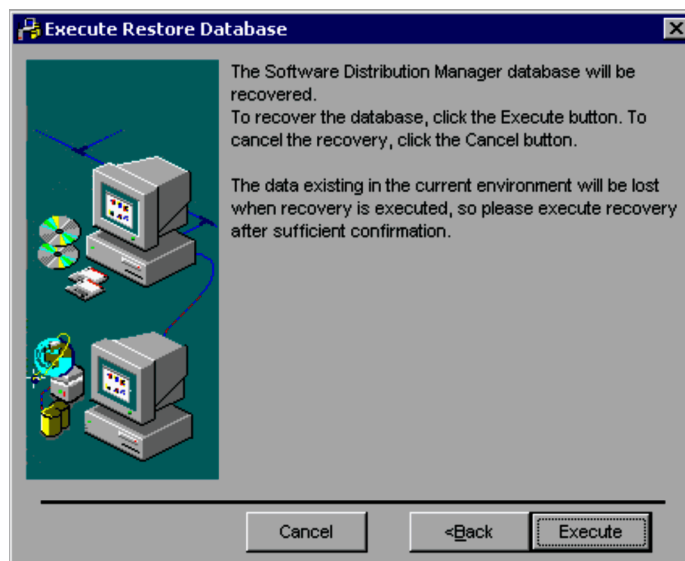 Execute Restore Database
The Software Distribution Manager database will be
recovered.
To recover the database, click the Execute button. To
cancel the recovery, click the Cancel button.
The data existing in the current environment will be lost
when recovery is executed, so please execute recovery
after sufficient confirmation.
Cancel
<Back
Execute